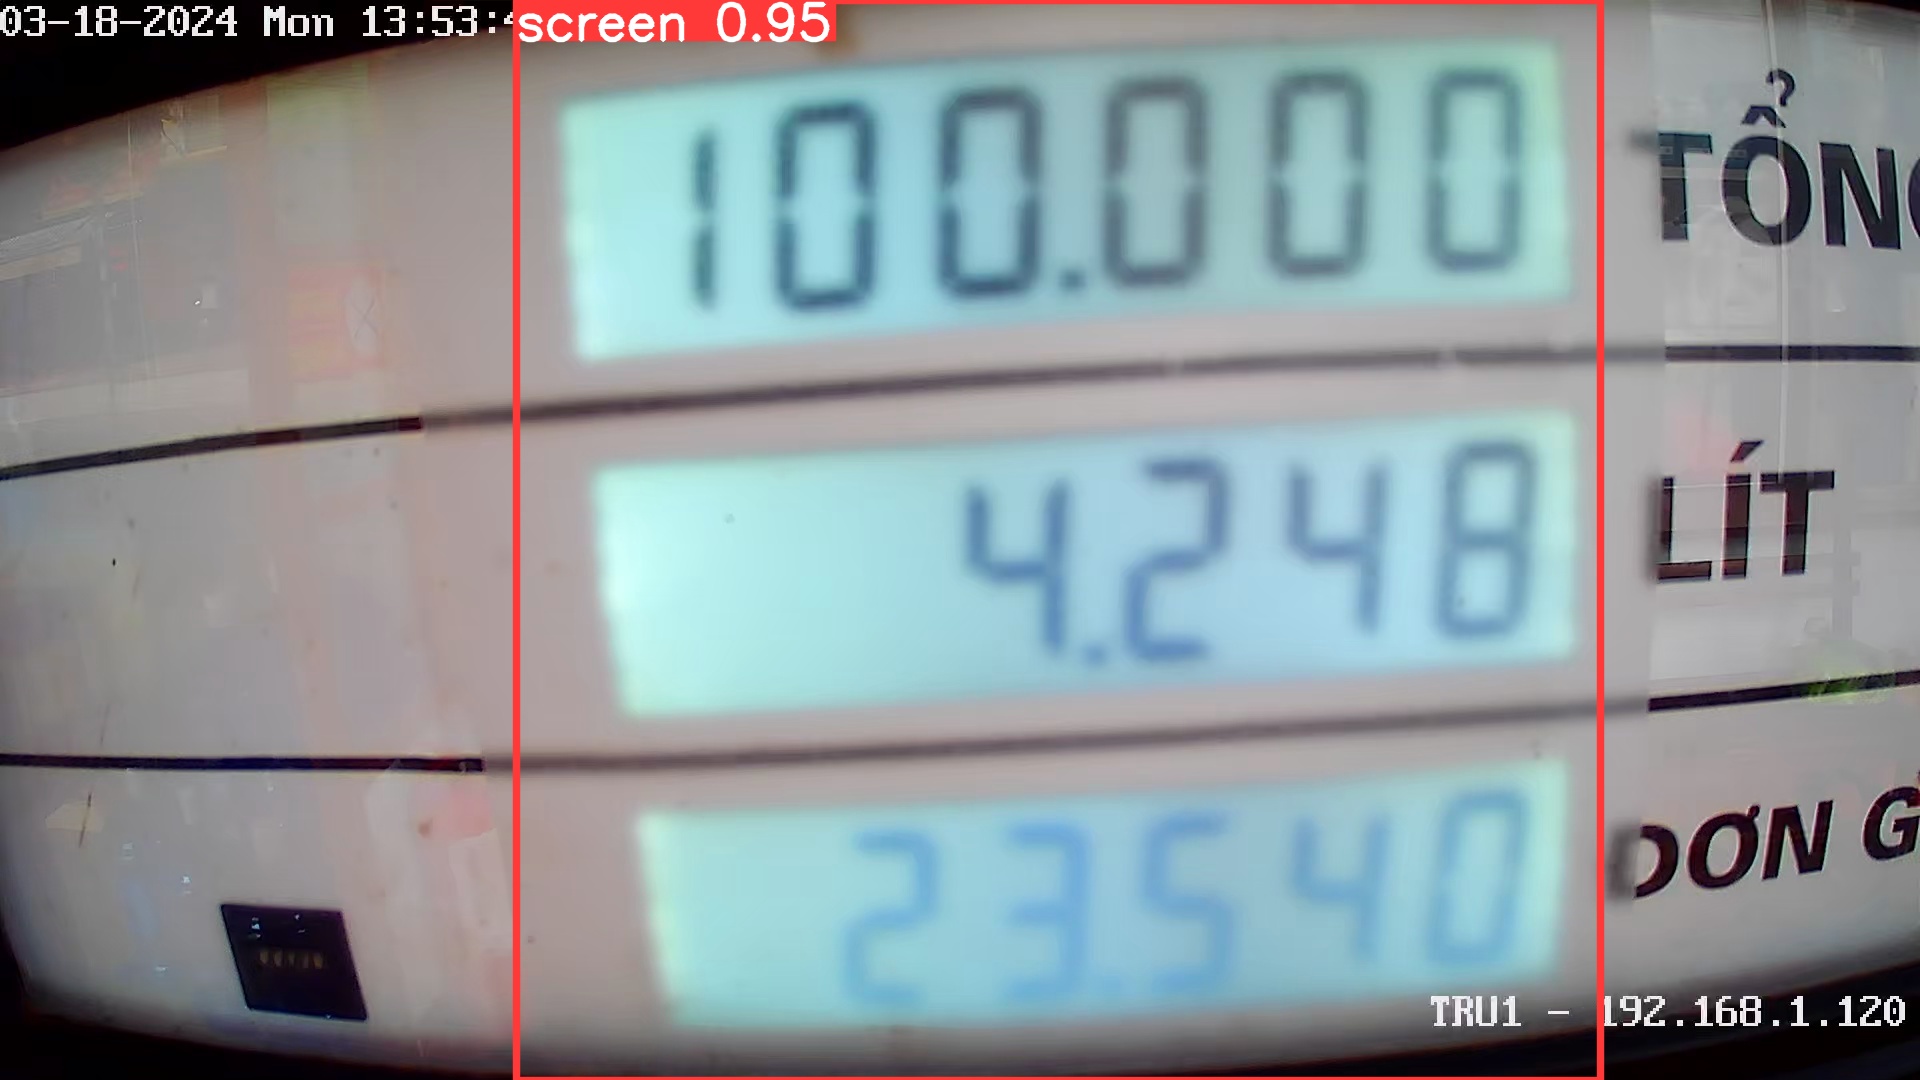 03-18-2024 Mon 13:53:4
screen 0.95
100.000
TỔNG
4.248
LÍT
23.540
ĐƠN G
TRU1 - 192.168.1.120